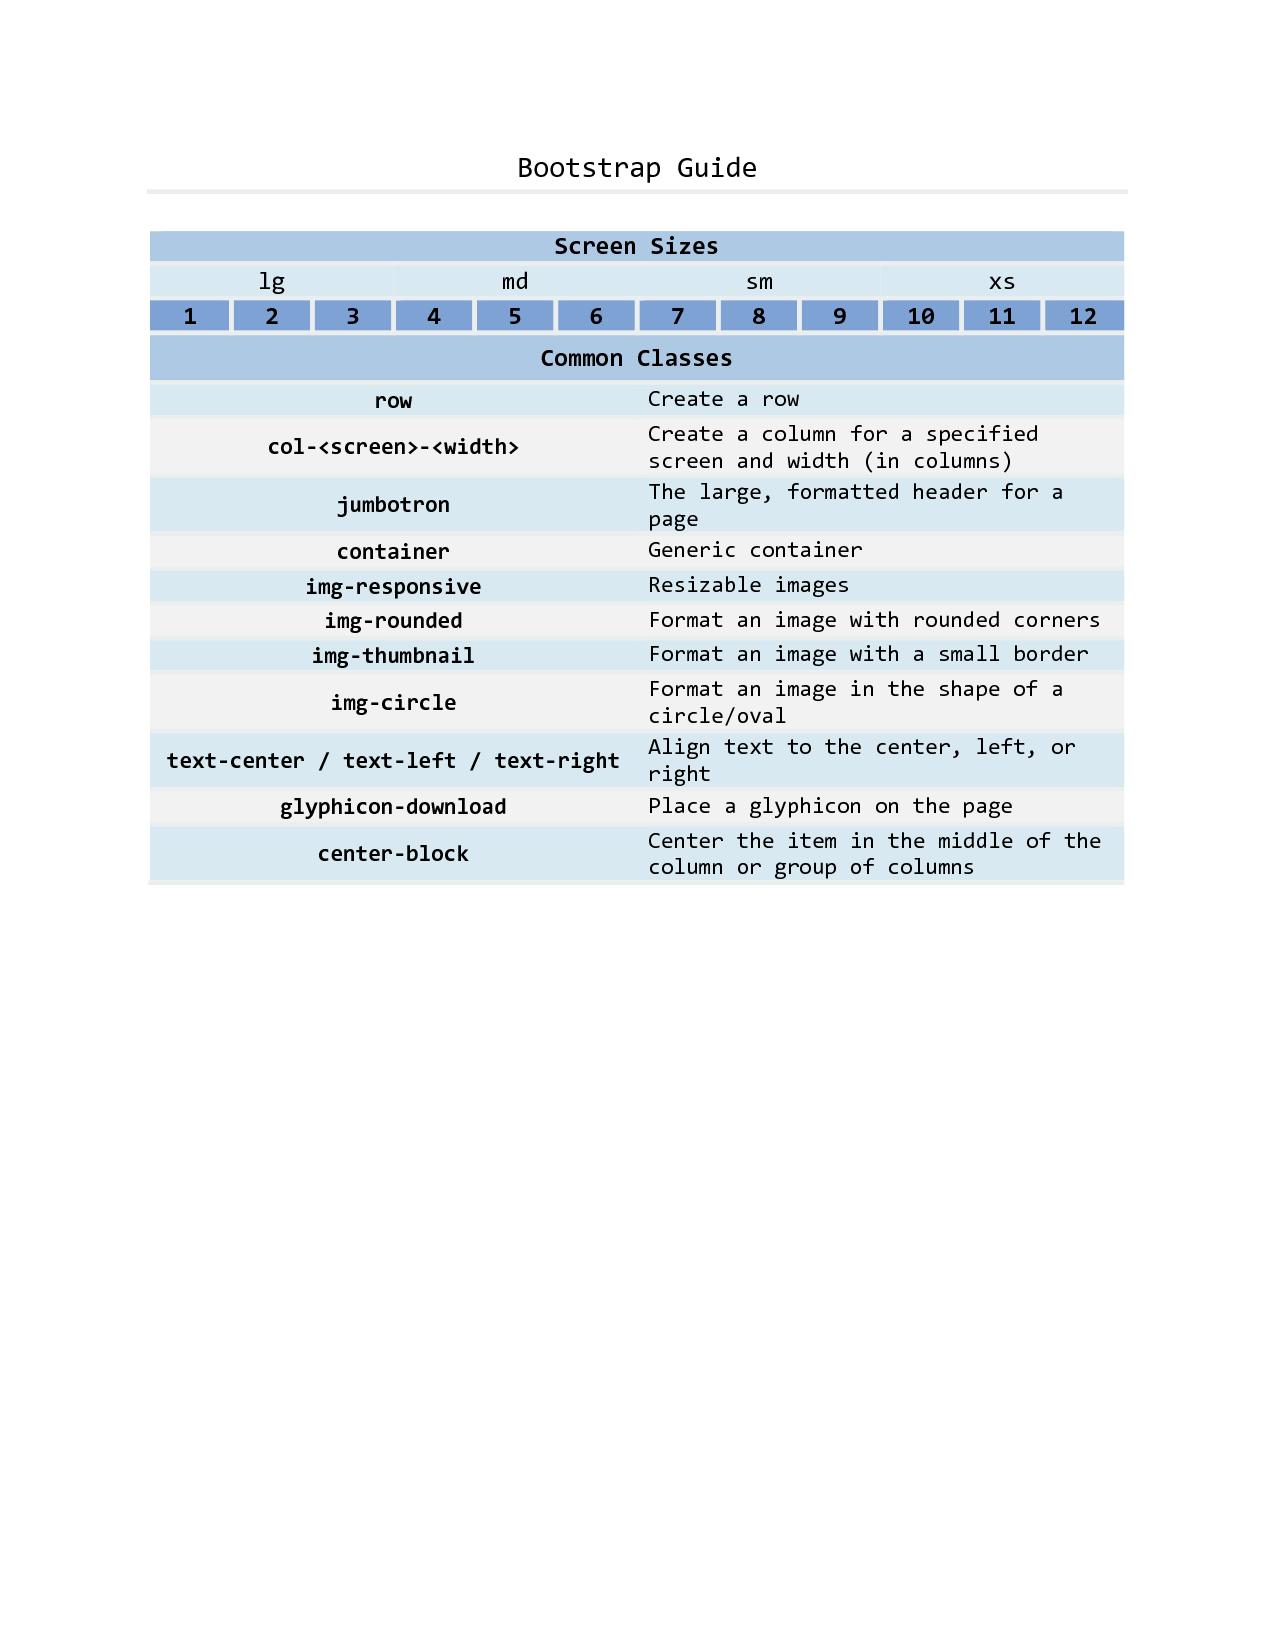 Bootstrap Guide
Screen Sizes
lg md sm xs
1 2 3 4 5 6 7 8 9 10 11 12
Common Classes
row Create a row
col-<screen>-<width> Create a column for a specified
screen and width (in columns)
jumbotron The large, formatted header for a
page
container Generic container
img-responsive Resizable images
img-rounded Format an image with rounded corners
img-thumbnail Format an image with a small border
img-circle Format an image in the shape of a
circle/oval
text-center / text-left / text-right Align text to the center, left, or
right
glyphicon-download Place a glyphicon on the page
center-block Center the item in the middle of the
column or group of columns